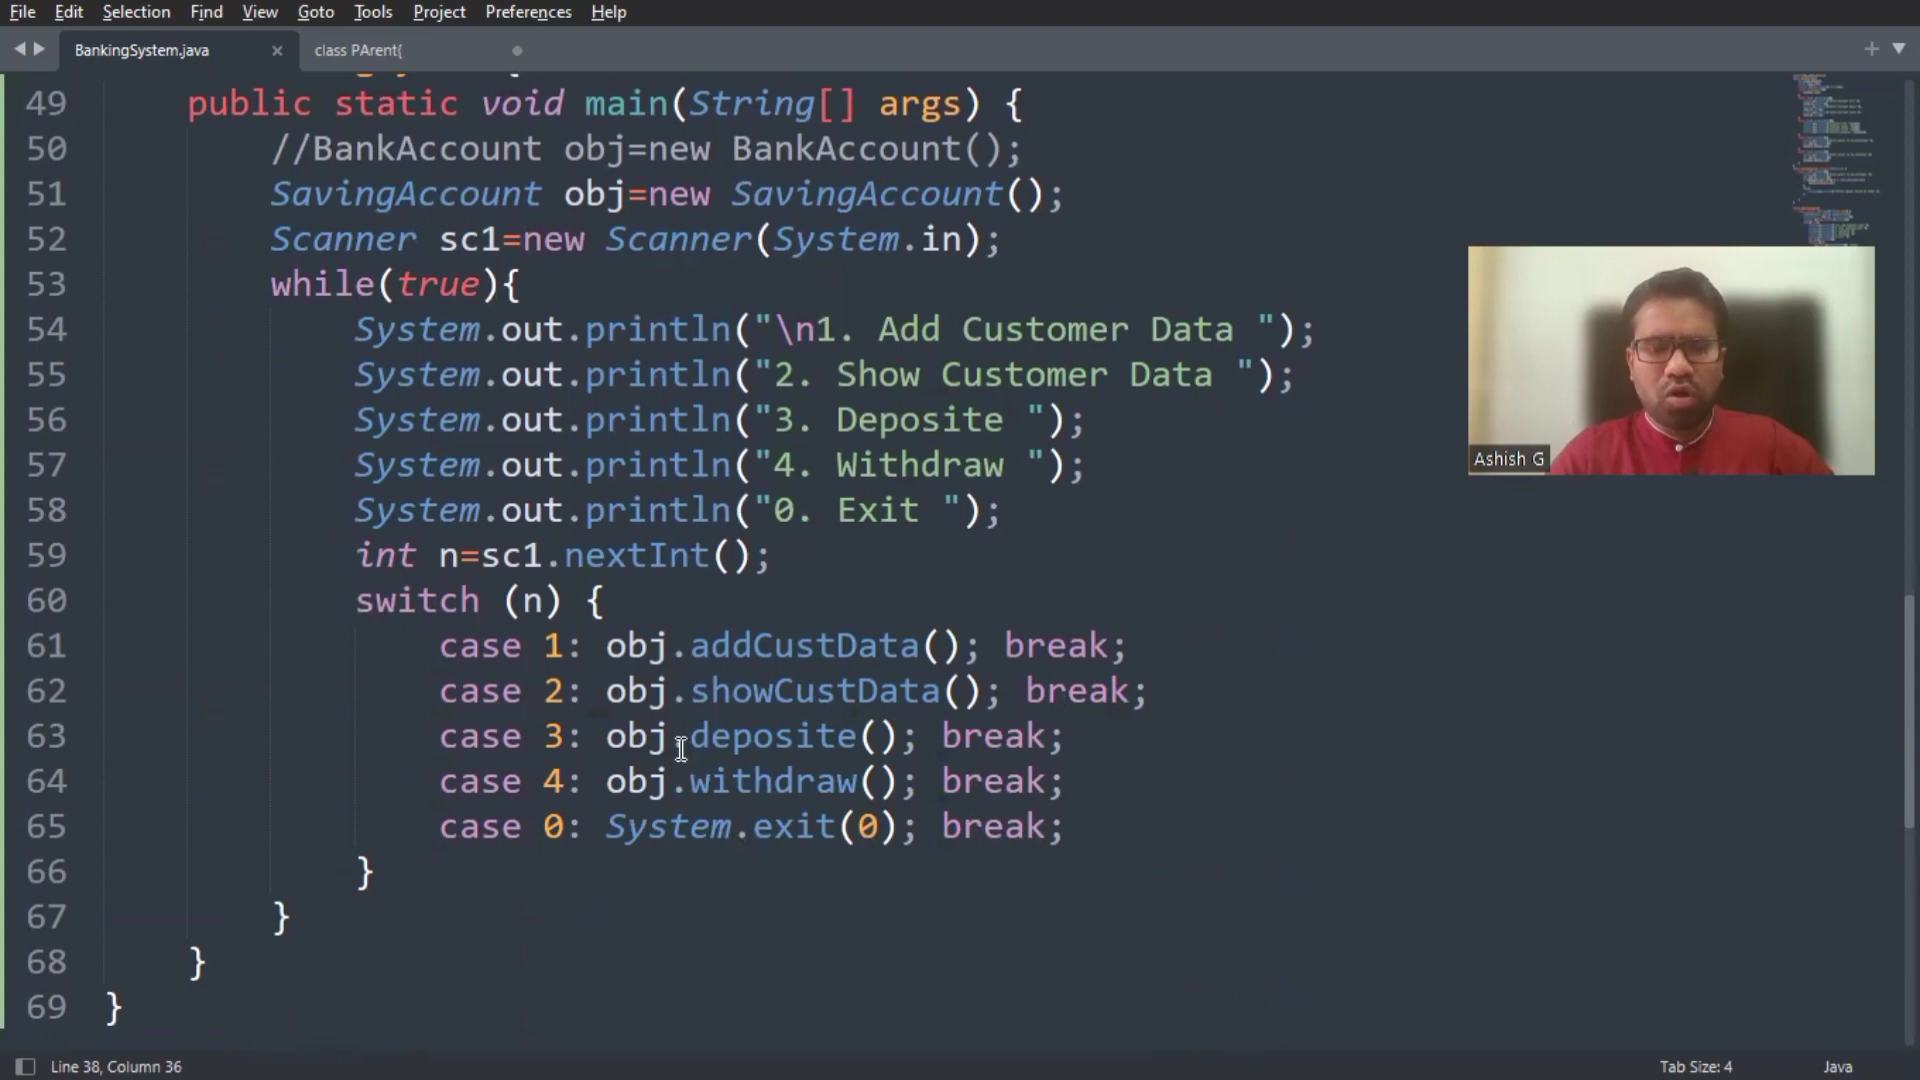 File Edit Selection Find View Goto Tools Project Preferences Help
BankingSystem.java × class PArent{
49 public static void main(String[] args) {
50 //BankAccount obj=new BankAccount();
51 SavingAccount obj=new SavingAccount();
52 Scanner sc1=new Scanner(System.in);
53 while(true){
54 System.out.println("\n1. Add Customer Data ");
55 System.out.println("2. Show Customer Data ");
56 System.out.println("3. Deposite ");
57 System.out.println("4. Withdraw ");
58 System.out.println("0. Exit ");
59 int n=sc1.nextInt();
60 switch (n) {
61 case 1: obj.addCustData(); break;
62 case 2: obj.showCustData(); break;
63 case 3: obj.deposite(); break;
64 case 4: obj.withdraw(); break;
65 case 0: System.exit(0); break;
66 }
67 }
68 }
69 }
Ashish G
Line 38, Column 36 Tab Size: 4 Java